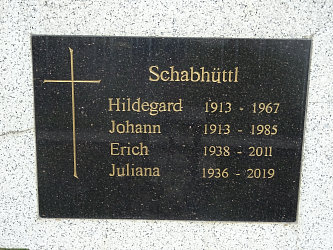 Schabhüttl
Hildegard 1913 - 1967
Johann 1913 - 1985
Erich 1938 - 2011
Juliana 1936 - 2019